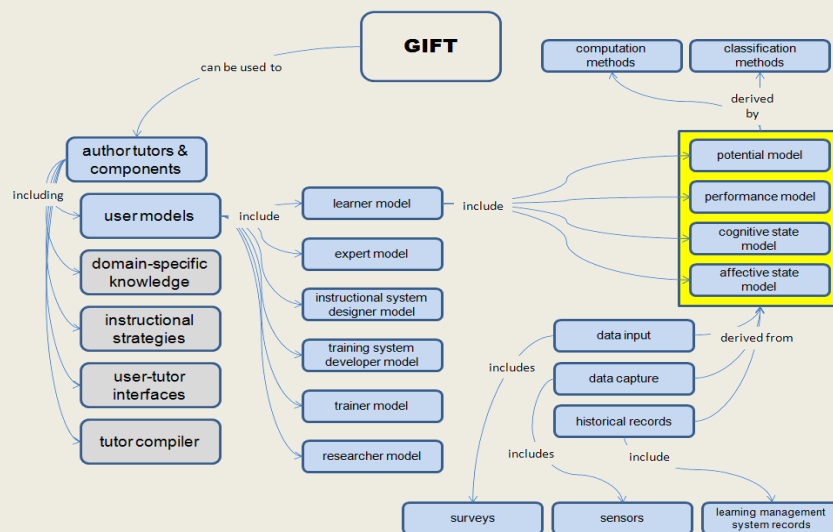 GIFT
can be used to
computation
methods
classification
methods
derived
by
author tutors &
components
including
user models
include
domain-specific
knowledge
instructional
strategies
user-tutor
interfaces
tutor compiler
learner model
include
expert model
instructional system
designer model
training system
developer model
trainer model
researcher model
potential model
performance model
cognitive state
model
affective state
model
data input
derived from
includes
data capture
historical records
includes
include
surveys
sensors
learning management
system records